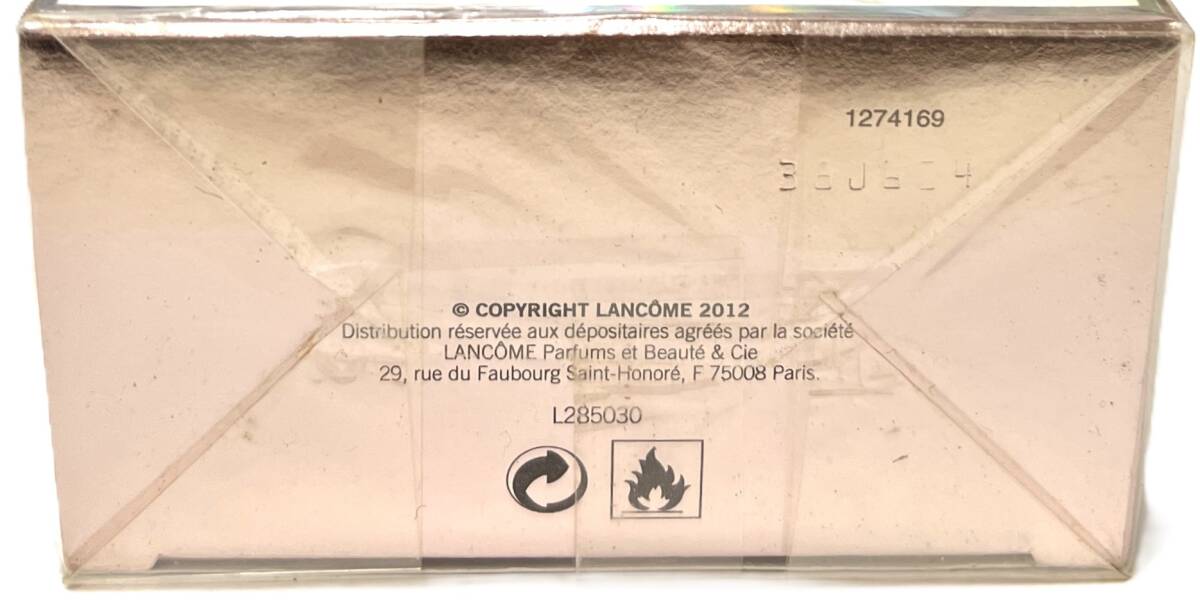 1274169
© COPYRIGHT LANCÔME 2012
Distribution réservée aux dépositaires agréés par la société
LANCÔME Parfums et Beauté & Cie
29, rue du Faubourg Saint-Honoré, F 75008 Paris.
L285030